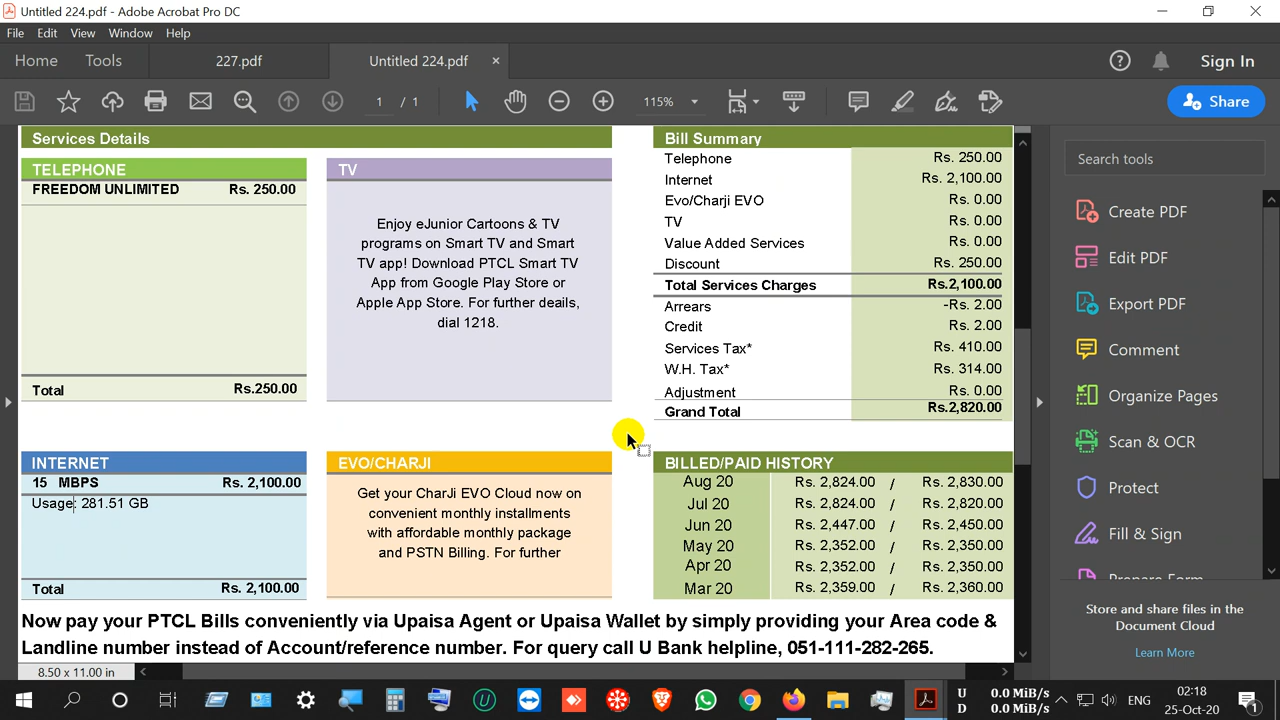 Untitled 224.pdf - Adobe Acrobat Pro DC
File Edit View Window Help
Home Tools 227.pdf Untitled 224.pdf × ? Sign In
1 / 1 115% Share
Services Details
TELEPHONE
FREEDOM UNLIMITED Rs. 250.00
Total Rs.250.00
TV
Enjoy eJunior Cartoons & TV
programs on Smart TV and Smart
TV app! Download PTCL Smart TV
App from Google Play Store or
Apple App Store. For further deails,
dial 1218.
Bill Summary
Telephone Rs. 250.00
Internet Rs. 2,100.00
Evo/Charji EVO Rs. 0.00
TV Rs. 0.00
Value Added Services Rs. 0.00
Discount Rs. 250.00
Total Services Charges Rs.2,100.00
Arrears -Rs. 2.00
Credit Rs. 2.00
Services Tax* Rs. 410.00
W.H. Tax* Rs. 314.00
Adjustment Rs. 0.00
Grand Total Rs.2,820.00
INTERNET
15 MBPS Rs. 2,100.00
Usage: 281.51 GB
Total Rs. 2,100.00
EVO/CHARJI
Get your CharJi EVO Cloud now on
convenient monthly installments
with affordable monthly package
and PSTN Billing. For further
BILLED/PAID HISTORY
Aug 20 Rs. 2,824.00 / Rs. 2,830.00
Jul 20 Rs. 2,824.00 / Rs. 2,820.00
Jun 20 Rs. 2,447.00 / Rs. 2,450.00
May 20 Rs. 2,352.00 / Rs. 2,350.00
Apr 20 Rs. 2,352.00 / Rs. 2,350.00
Mar 20 Rs. 2,359.00 / Rs. 2,360.00
Now pay your PTCL Bills conveniently via Upaisa Agent or Upaisa Wallet by simply providing your Area code &
Landline number instead of Account/reference number. For query call U Bank helpline, 051-111-282-265.
8.50 x 11.00 in
Search tools
Create PDF
Edit PDF
Export PDF
Comment
Organize Pages
Scan & OCR
Protect
Fill & Sign
Prepare Form
Store and share files in the
Document Cloud
Learn More
U 0.0 MiB/s
D 0.0 MiB/s
ENG
02:18
25-Oct-20
1